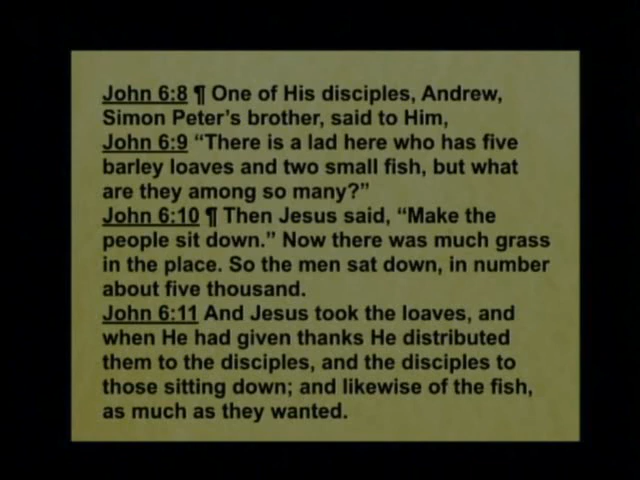 John 6:8 ¶ One of His disciples, Andrew,
Simon Peter’s brother, said to Him,
John 6:9 “There is a lad here who has five
barley loaves and two small fish, but what
are they among so many?”
John 6:10 ¶ Then Jesus said, “Make the
people sit down.” Now there was much grass
in the place. So the men sat down, in number
about five thousand.
John 6:11 And Jesus took the loaves, and
when He had given thanks He distributed
them to the disciples, and the disciples to
those sitting down; and likewise of the fish,
as much as they wanted.